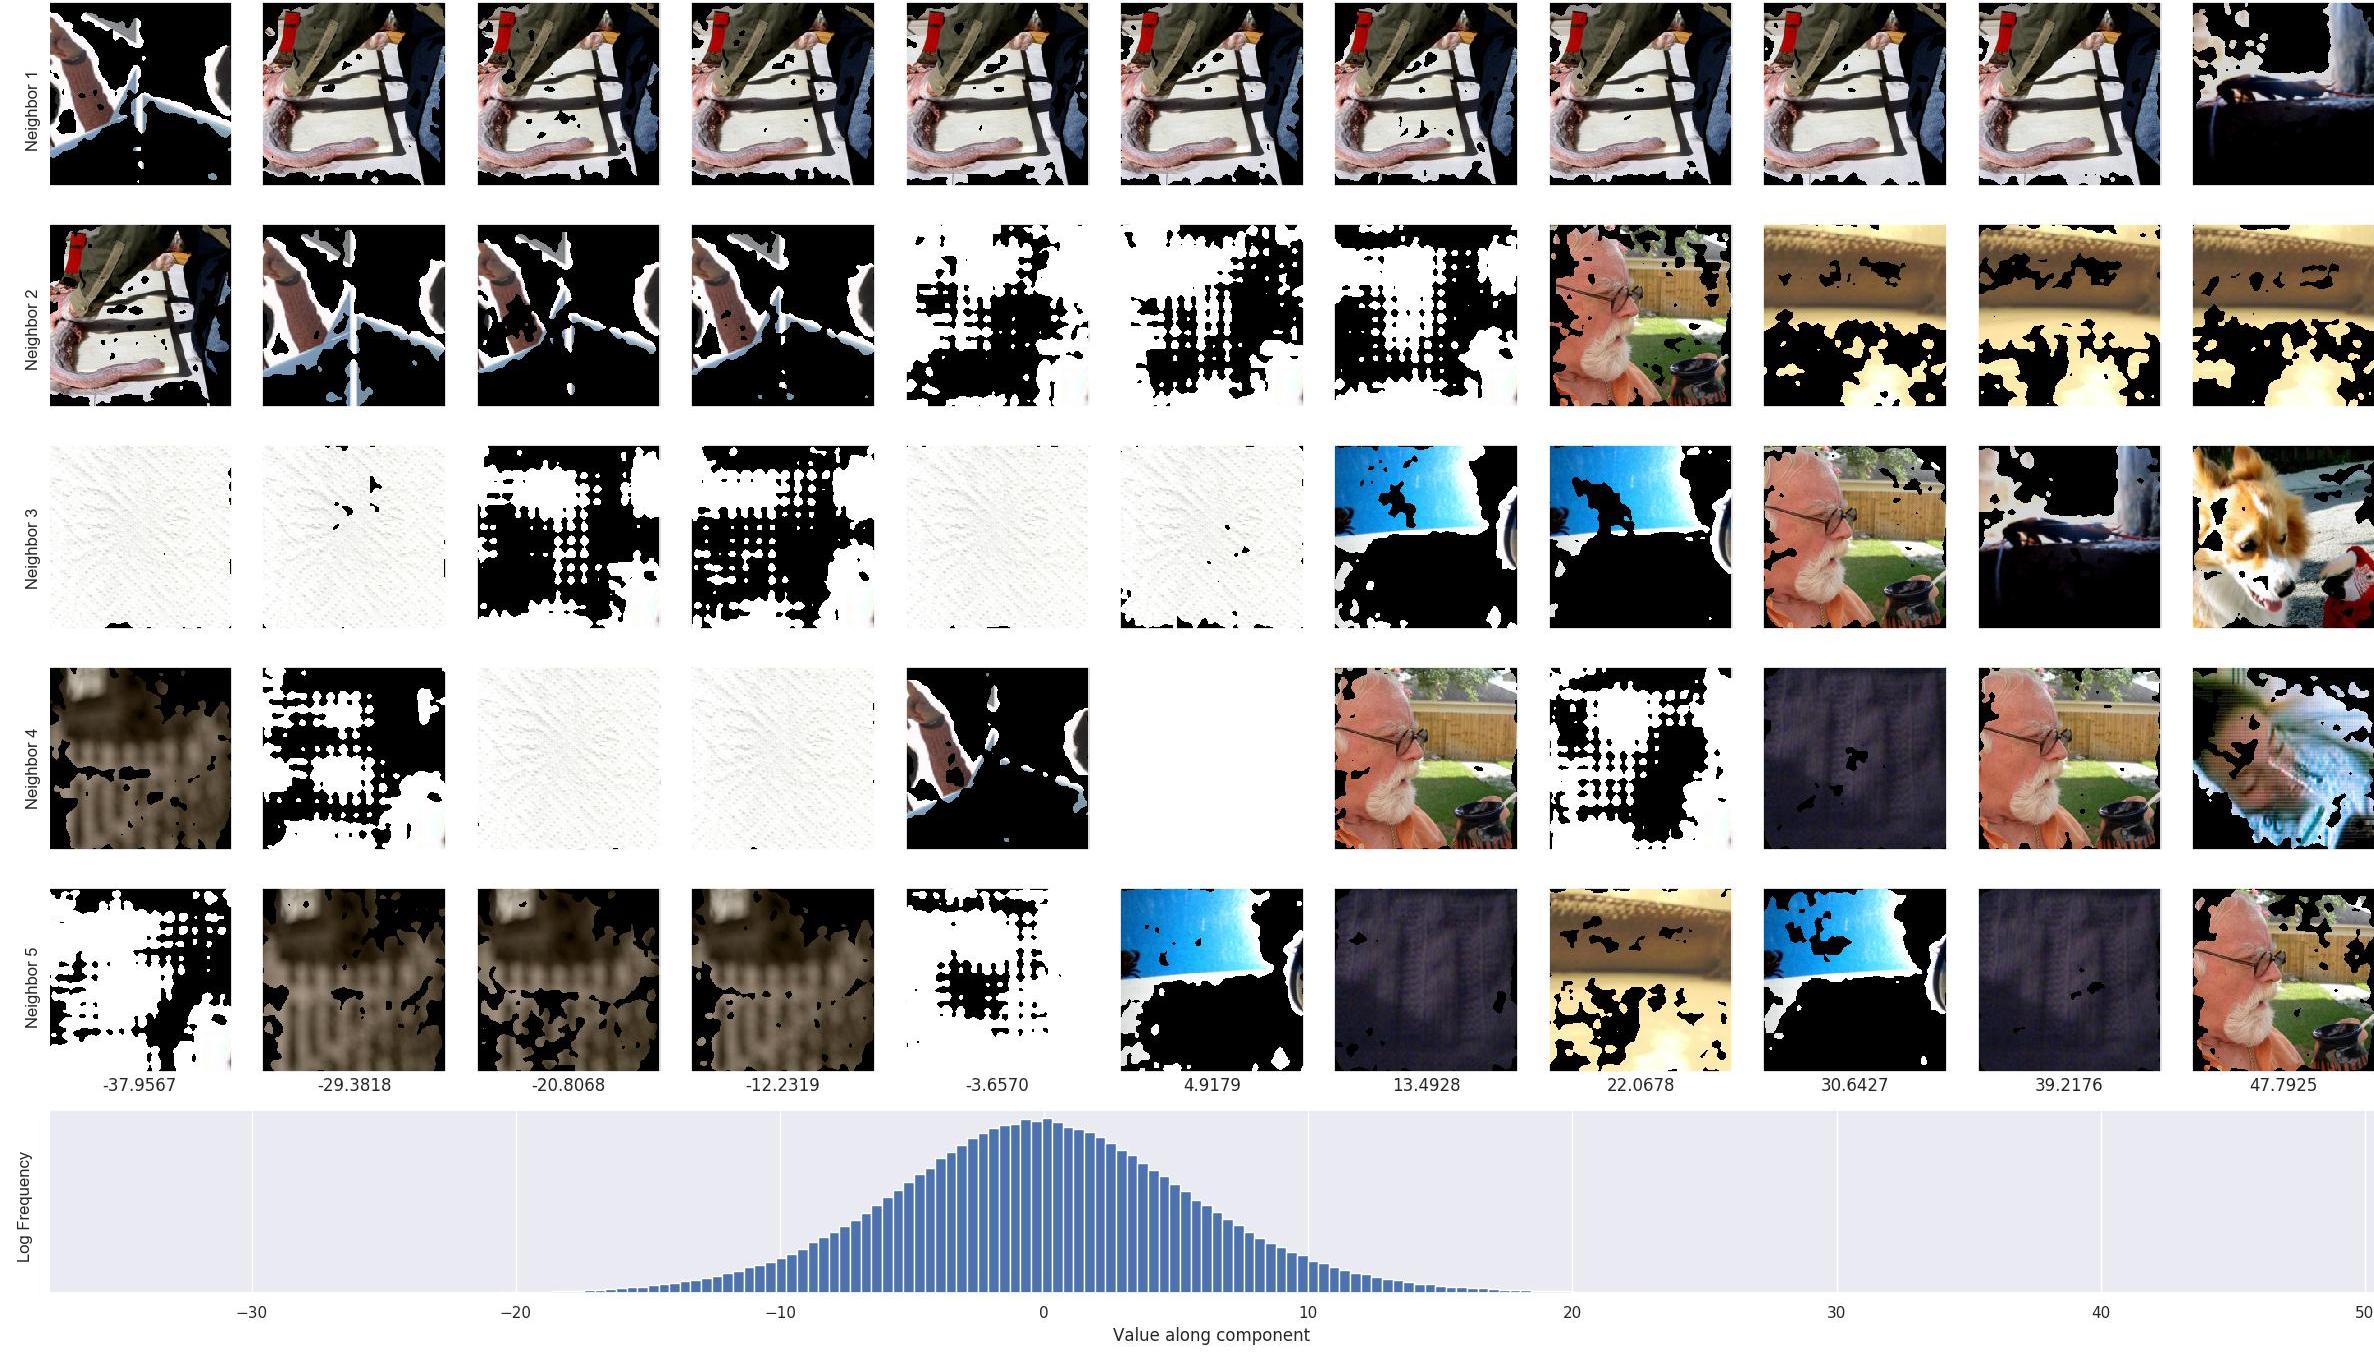 Neighbor 1
Neighbor 2
Neighbor 3
Neighbor 4
Neighbor 5
-37.9567 -29.3818 -20.8068 -12.2319 -3.6570 4.9179 13.4928 22.0678 30.6427 39.2176 47.7925
Log Frequency
−30 −20 −10 0 10 20 30 40 50
Value along component